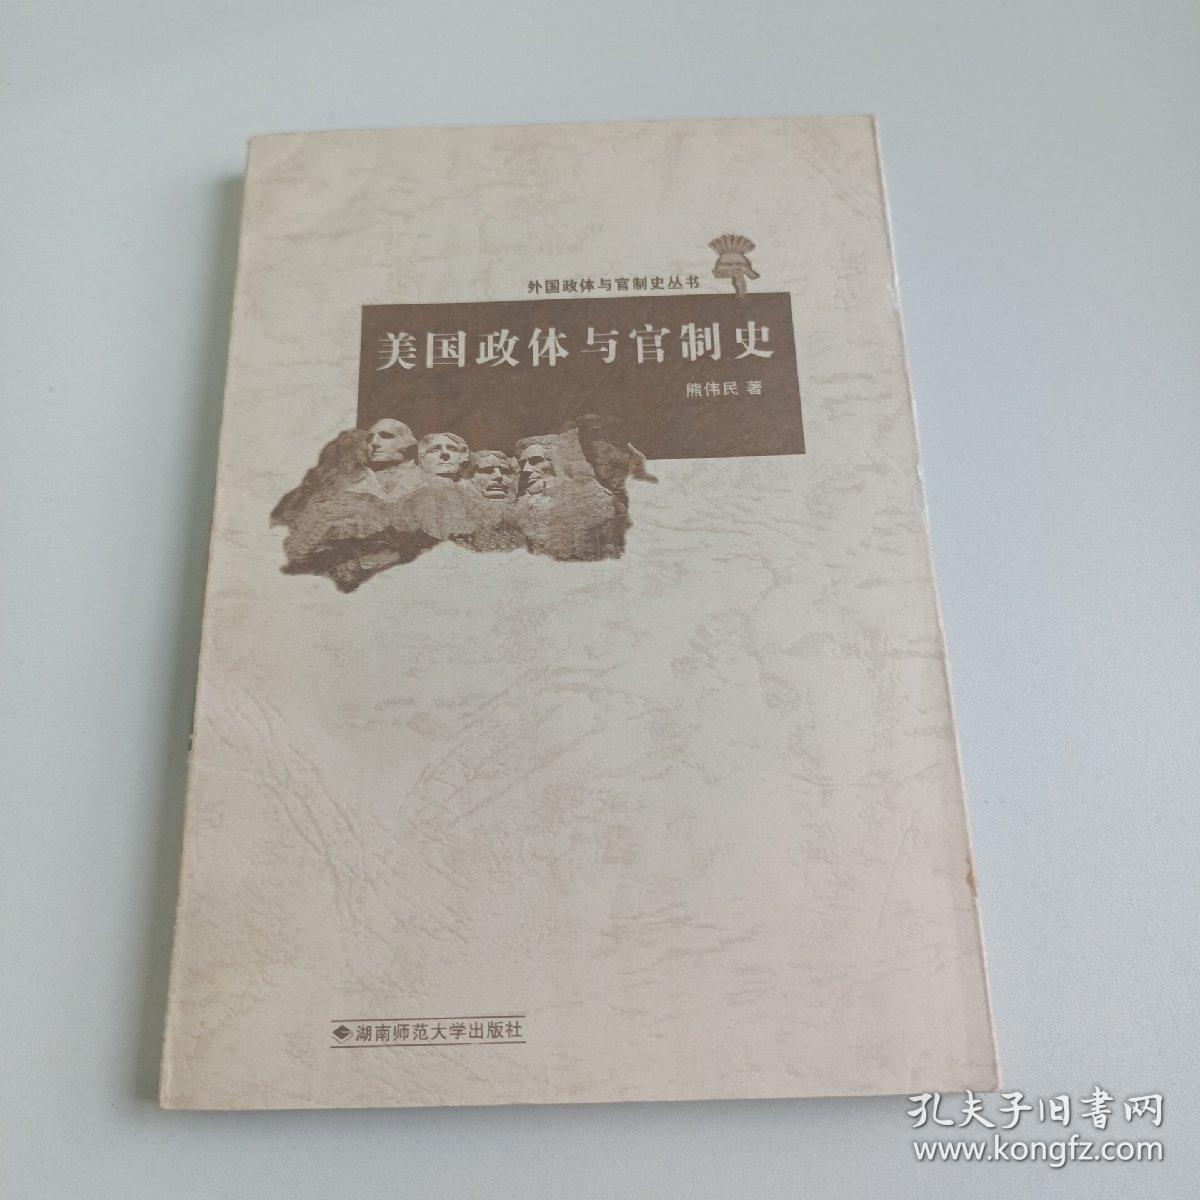 外国政体与官制史丛书
美国政体与官制史
熊伟民 著
湖南师范大学出版社
孔夫子旧書网
www.kongfz.com